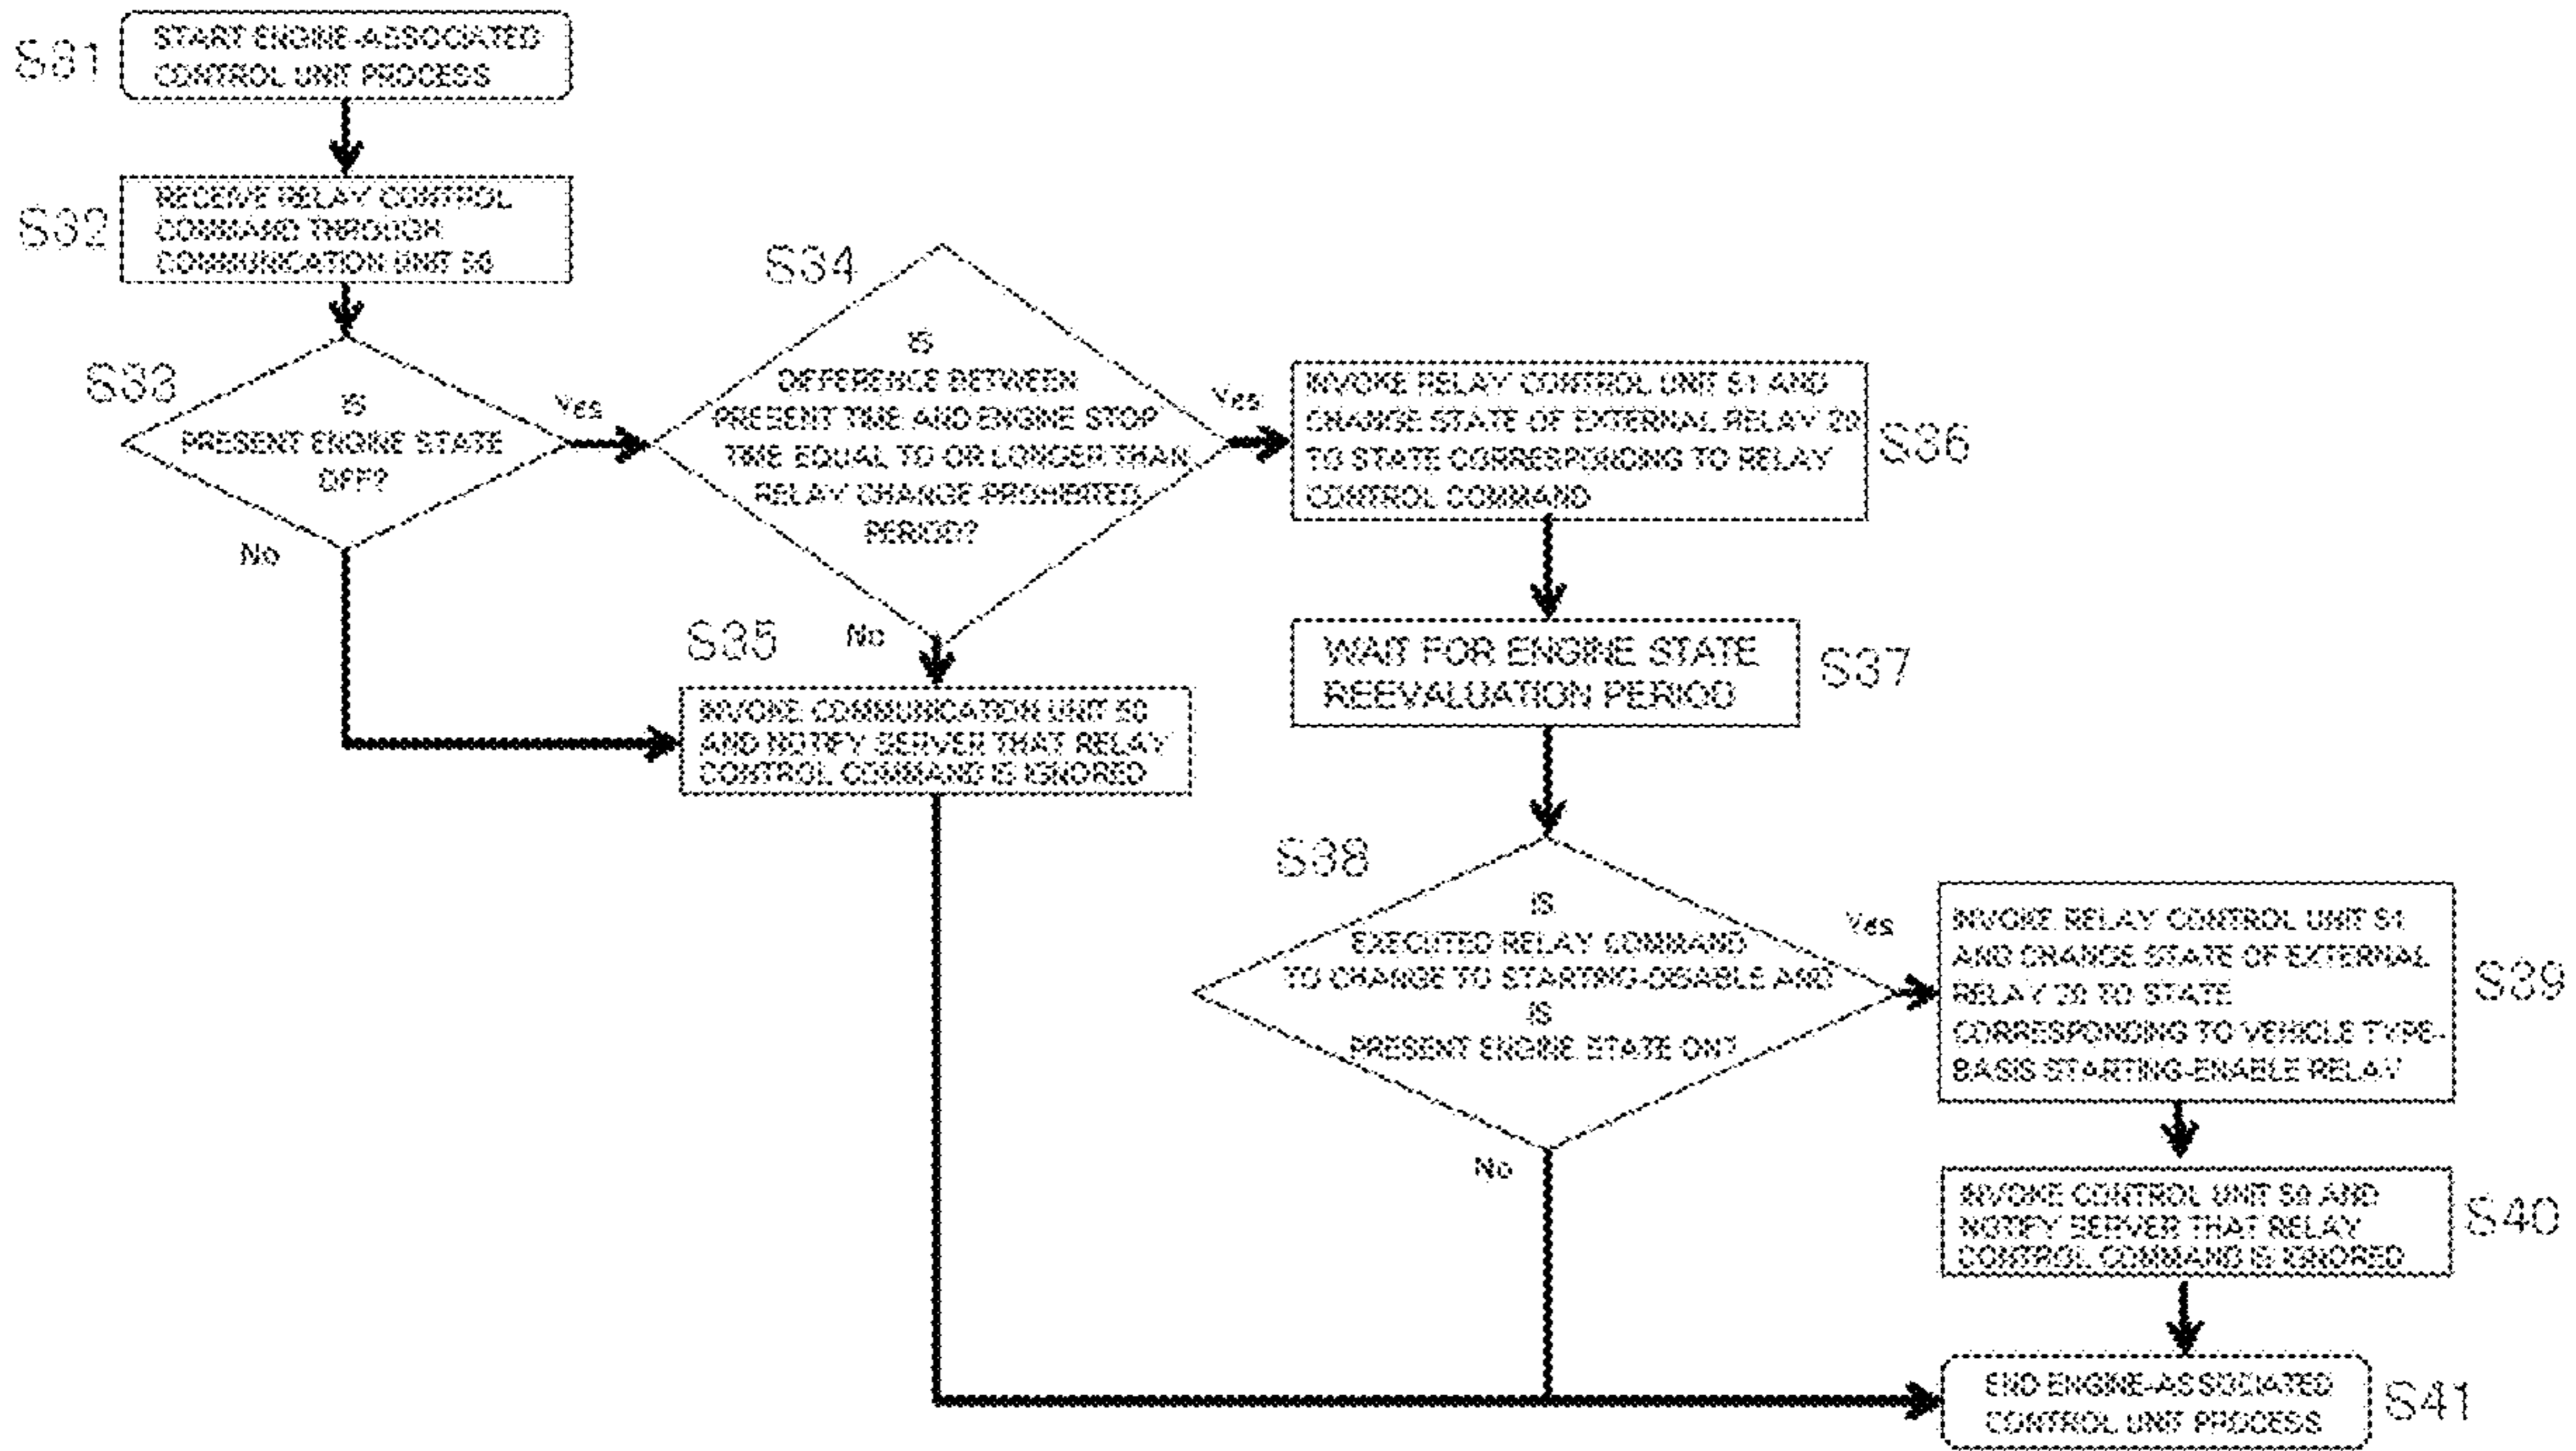 S31
START ENGINE-ASSOCIATED
CONTROL UNIT PROCESS
S32
RECEIVE RELAY CONTROL
COMMAND THROUGH
COMMUNICATION UNIT 50
S33
IS
PRESENT ENGINE STATE
OFF?
Yes
No
S34
IS
DIFFERENCE BETWEEN
PRESENT TIME AND ENGINE STOP
TIME EQUAL TO OR LONGER THAN
RELAY CHANGE-PROHIBITED
PERIOD?
Yes
No
S35
INVOKE COMMUNICATION UNIT 50
AND NOTIFY SERVER THAT RELAY
CONTROL COMMAND IS IGNORED
INVOKE RELAY CONTROL UNIT 51 AND
CHANGE STATE OF EXTERNAL RELAY 20
TO STATE CORRESPONDING TO RELAY
CONTROL COMMAND
S36
WAIT FOR ENGINE STATE
REEVALUATION PERIOD
S37
S38
IS
EXECUTED RELAY COMMAND
TO CHANGE TO STARTING-DISABLE AND
IS
PRESENT ENGINE STATE ON?
Yes
No
INVOKE RELAY CONTROL UNIT 51
AND CHANGE STATE OF EXTERNAL
RELAY 20 TO STATE
CORRESPONDING TO VEHICLE TYPE-
BASIS STARTING-ENABLE RELAY
S39
INVOKE CONTROL UNIT 50 AND
NOTIFY SERVER THAT RELAY
CONTROL COMMAND IS IGNORED
S40
END ENGINE-ASSOCIATED
CONTROL UNIT PROCESS
S41